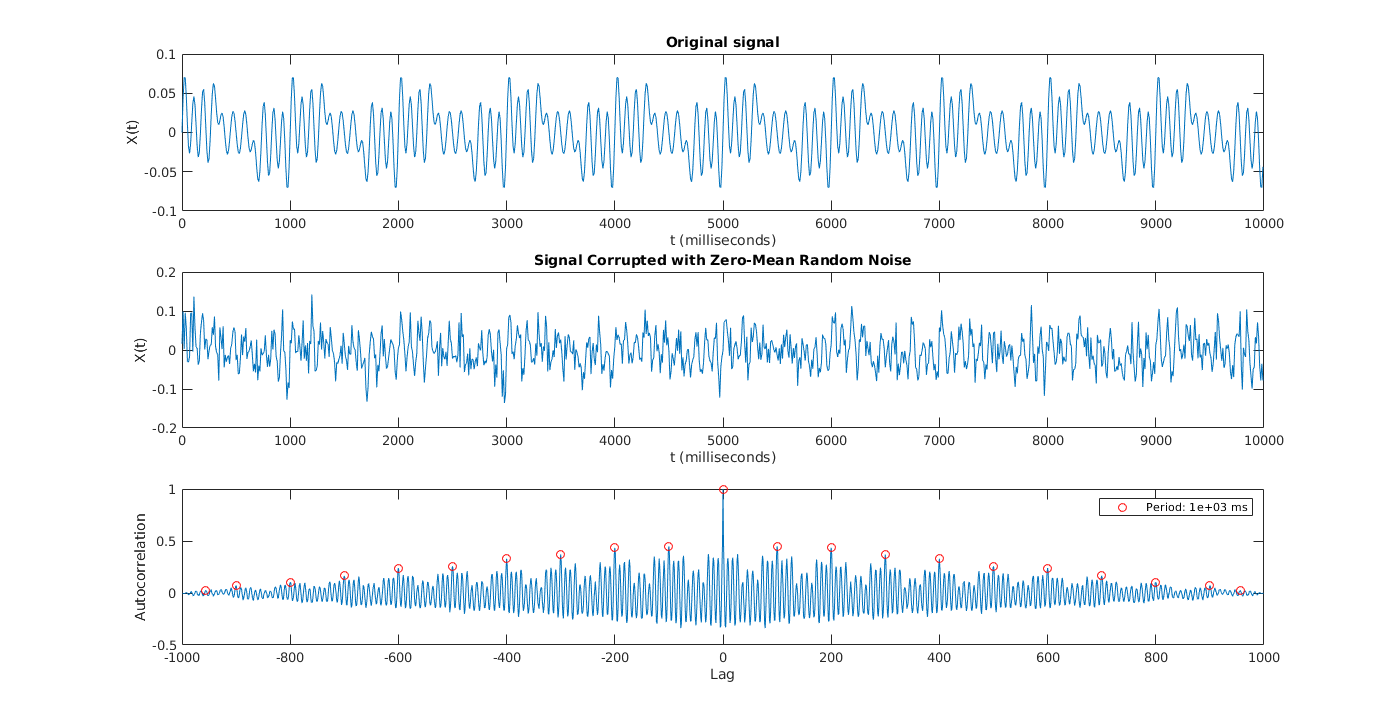 Original signal
0.1
0.05
0
-0.05
-0.1
X(t)
0 1000 2000 3000 4000 5000 6000 7000 8000 9000 10000
t (milliseconds)
Signal Corrupted with Zero-Mean Random Noise
0.2
0.1
0
-0.1
-0.2
X(t)
0 1000 2000 3000 4000 5000 6000 7000 8000 9000 10000
t (milliseconds)
1
0.5
0
-0.5
Autocorrelation
Period: 1e+03 ms
-1000 -800 -600 -400 -200 0 200 400 600 800 1000
Lag